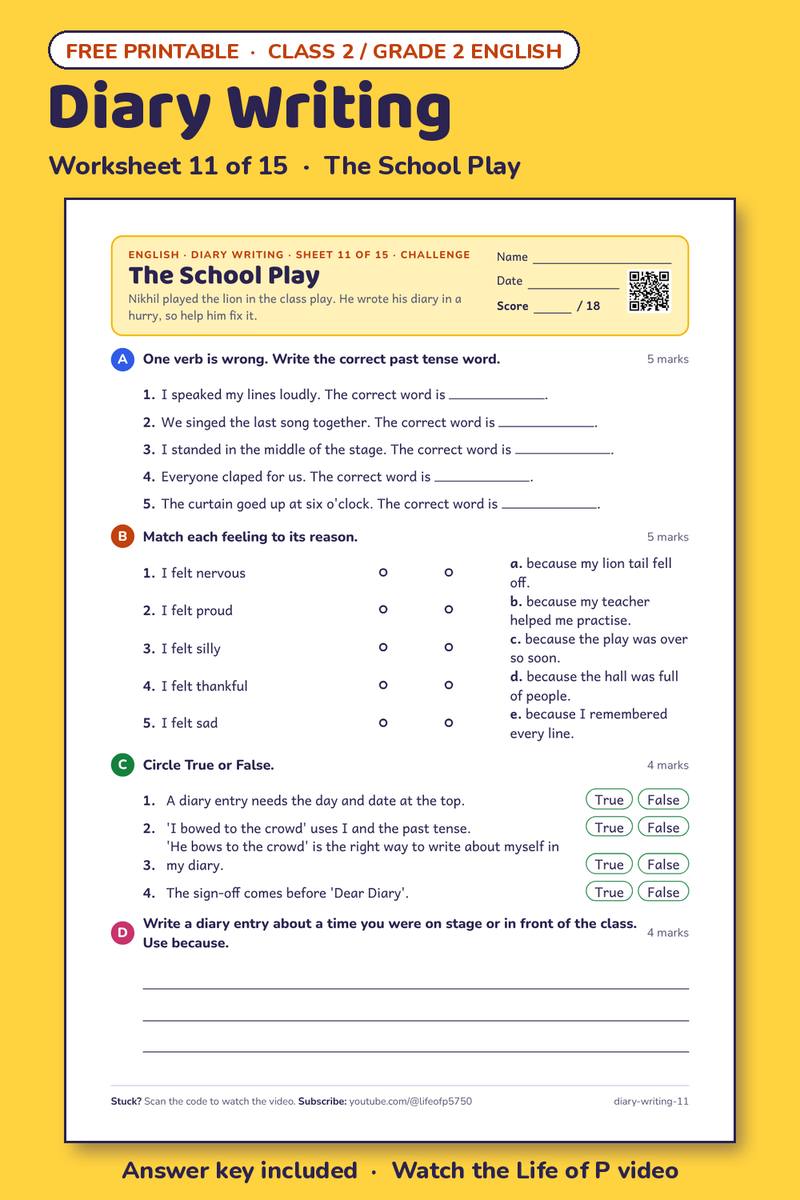 FREE PRINTABLE · CLASS 2 / GRADE 2 ENGLISH
Diary Writing
Worksheet 11 of 15 · The School Play
ENGLISH · DIARY WRITING · SHEET 11 OF 15 · CHALLENGE
The School Play
Nikhil played the lion in the class play. He wrote his diary in a
hurry, so help him fix it.
Name
Date
Score / 18
A One verb is wrong. Write the correct past tense word. 5 marks
1. I speaked my lines loudly. The correct word is ____________.
2. We singed the last song together. The correct word is ____________.
3. I standed in the middle of the stage. The correct word is ____________.
4. Everyone claped for us. The correct word is ____________.
5. The curtain goed up at six o'clock. The correct word is ____________.
B Match each feeling to its reason. 5 marks
1. I felt nervous
a. because my lion tail fell
off.
2. I felt proud
b. because my teacher
helped me practise.
3. I felt silly
c. because the play was over
so soon.
4. I felt thankful
d. because the hall was full
of people.
5. I felt sad
e. because I remembered
every line.
C Circle True or False. 4 marks
1. A diary entry needs the day and date at the top. True False
2. 'I bowed to the crowd' uses I and the past tense. True False
'He bows to the crowd' is the right way to write about myself in
3. my diary. True False
4. The sign-off comes before 'Dear Diary'. True False
D Write a diary entry about a time you were on stage or in front of the class.
Use because. 4 marks
Stuck? Scan the code to watch the video. Subscribe: youtube.com/@lifeofp5750
diary-writing-11
Answer key included · Watch the Life of P video